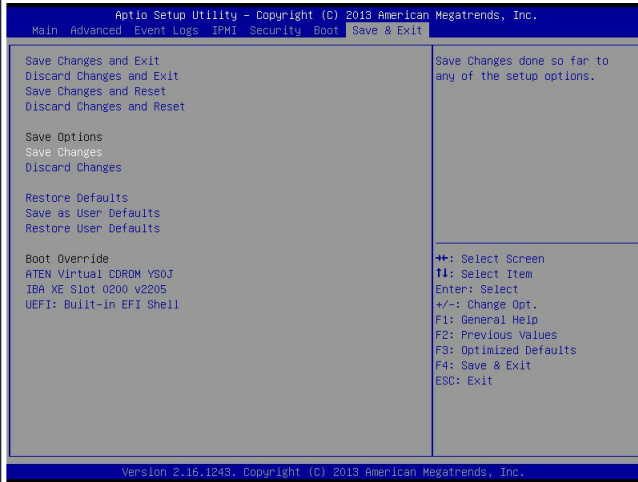 Aptio Setup Utility – Copyright (C) 2013 American Megatrends, Inc.
Main Advanced Event Logs IPMI Security Boot Save & Exit
Save Changes and Exit
Discard Changes and Exit
Save Changes and Reset
Discard Changes and Reset
Save Options
Save Changes
Discard Changes
Restore Defaults
Save as User Defaults
Restore User Defaults
Boot Override
ATEN Virtual CDROM YS0J
IBA XE Slot 0200 v2205
UEFI: Built-in EFI Shell
Save Changes done so far to
any of the setup options.
→←: Select Screen
↑↓: Select Item
Enter: Select
+/-: Change Opt.
F1: General Help
F2: Previous Values
F3: Optimized Defaults
F4: Save & Exit
ESC: Exit
Version 2.16.1243. Copyright (C) 2013 American Megatrends, Inc.